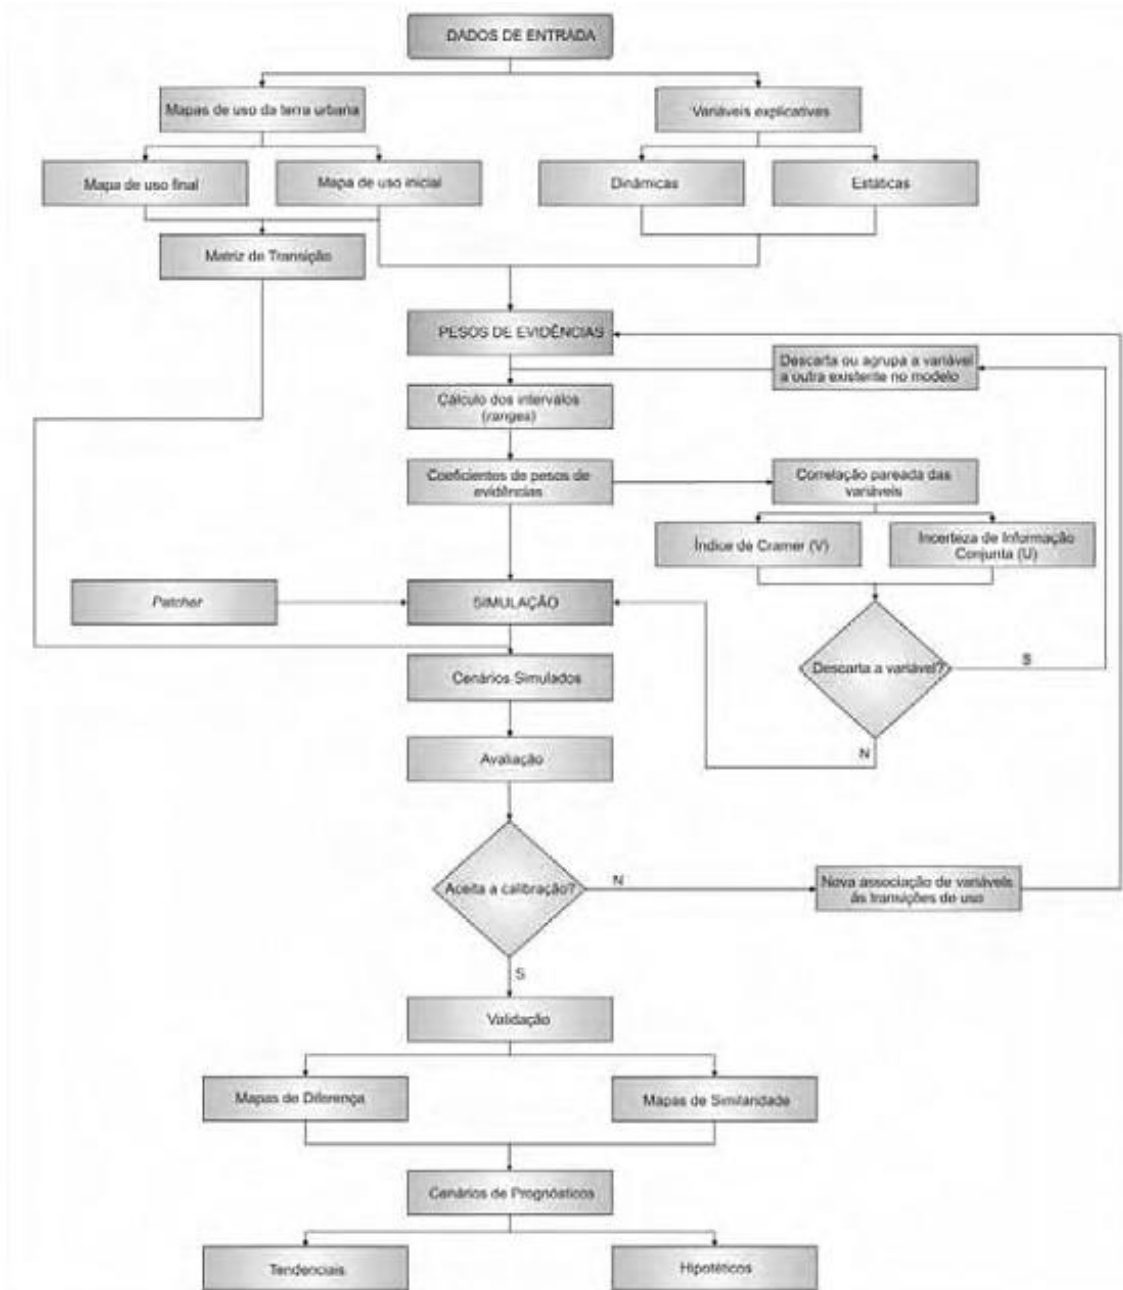 DADOS DE ENTRADA
Mapas de uso da terra urbana
Variáveis explicativas
Mapa de uso final
Mapa de uso inicial
Dinâmicas
Estáticas
Matriz de Transição
PESOS DE EVIDÊNCIAS
Descarta ou agrupa a variável
a outra existente no modelo
Cálculo dos intervalos
(ranges)
Coeficientes de pesos de
evidências
Correlação pareada das
variáveis
Índice de Cramer (V)
Incerteza de Informação
Conjunta (U)
Patcher
SIMULAÇÃO
Descarta a variável?
S
Cenários Simulados
N
Avaliação
Aceita a calibração?
N
Nova associação de variáveis
às transições de uso
S
Validação
Mapas de Diferença
Mapas de Similaridade
Cenários de Prognósticos
Tendenciais
Hipotéticos